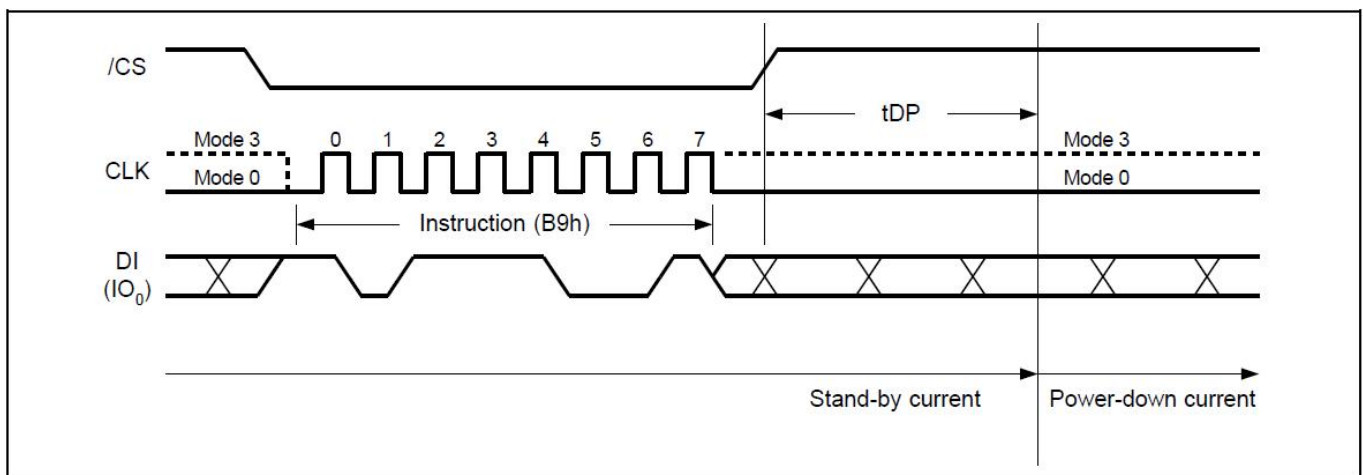 /CS
tDP
Mode 3 0 1 2 3 4 5 6 7 Mode 3
CLK
Mode 0 Mode 0
Instruction (B9h)
DI
(IO₀)
Stand-by current Power-down current